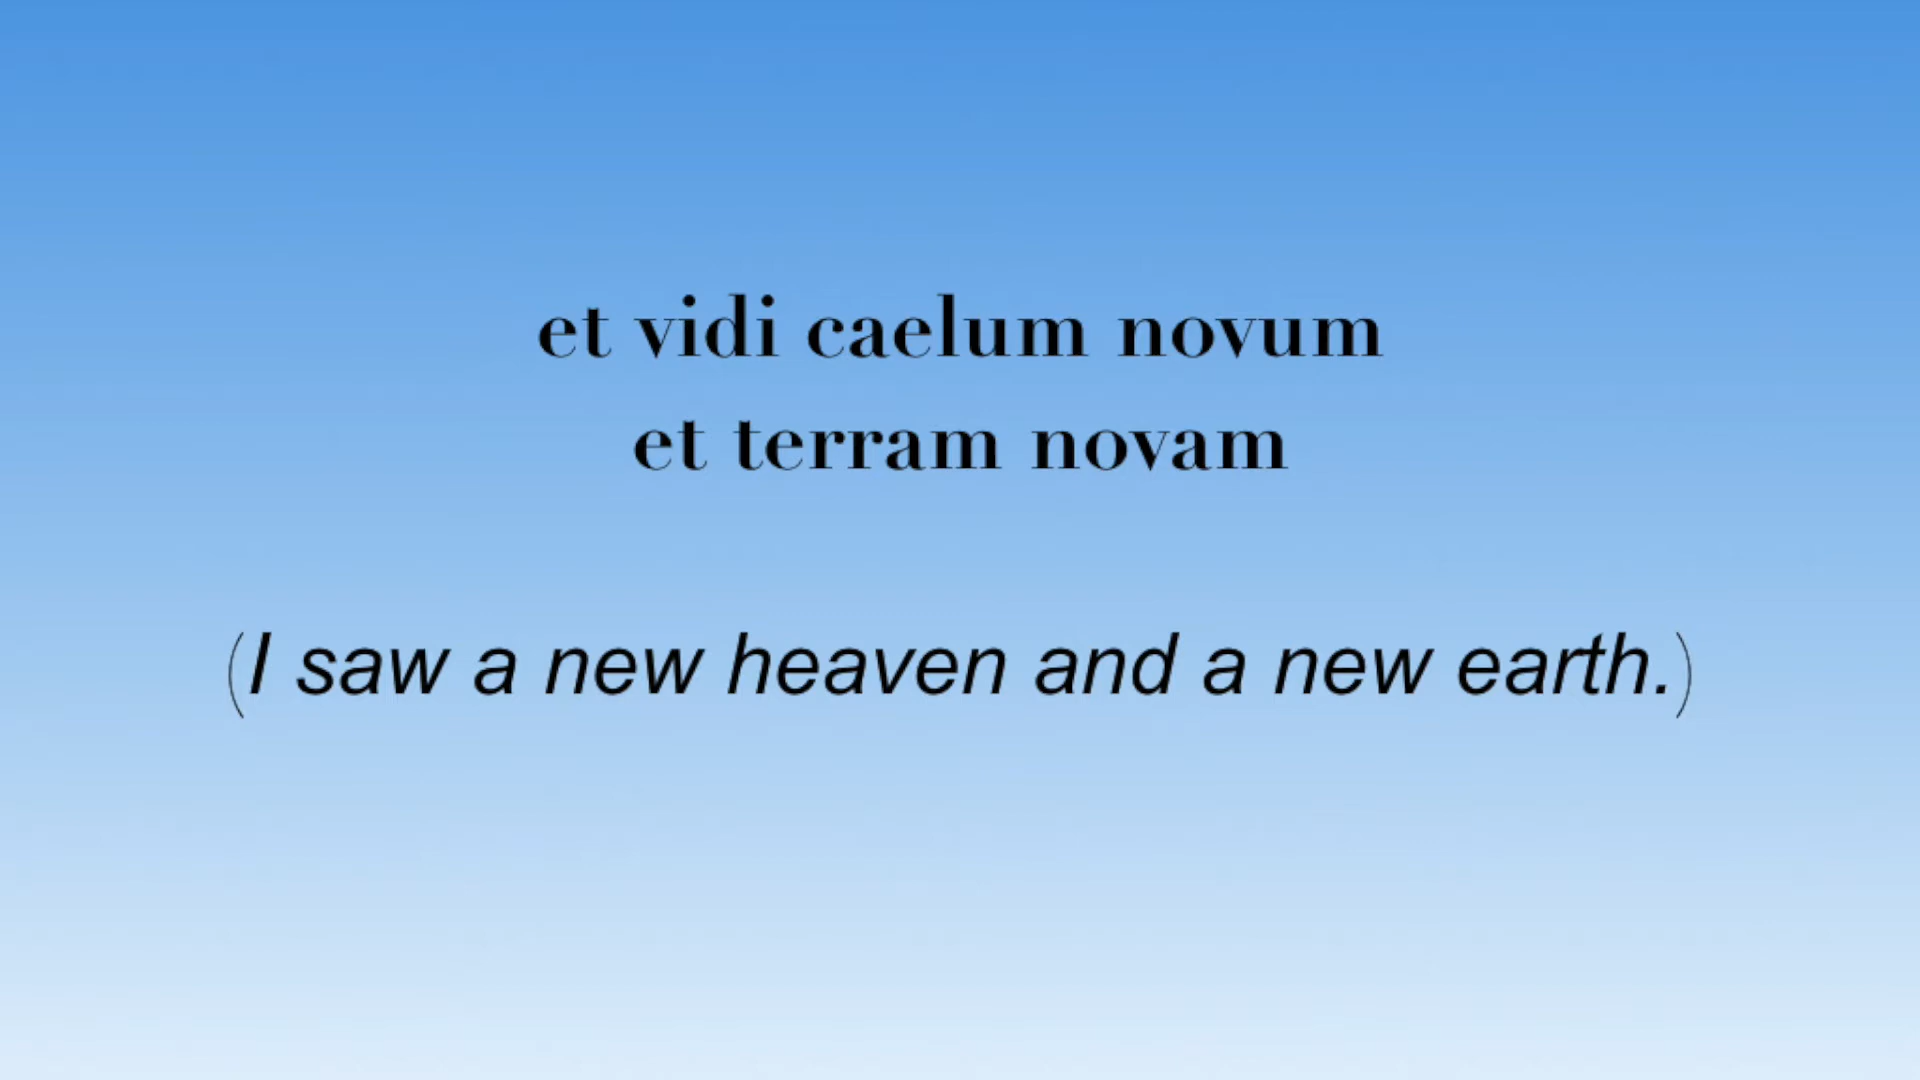 et vidi caelum novum
et terram novam
(I saw a new heaven and a new earth.)